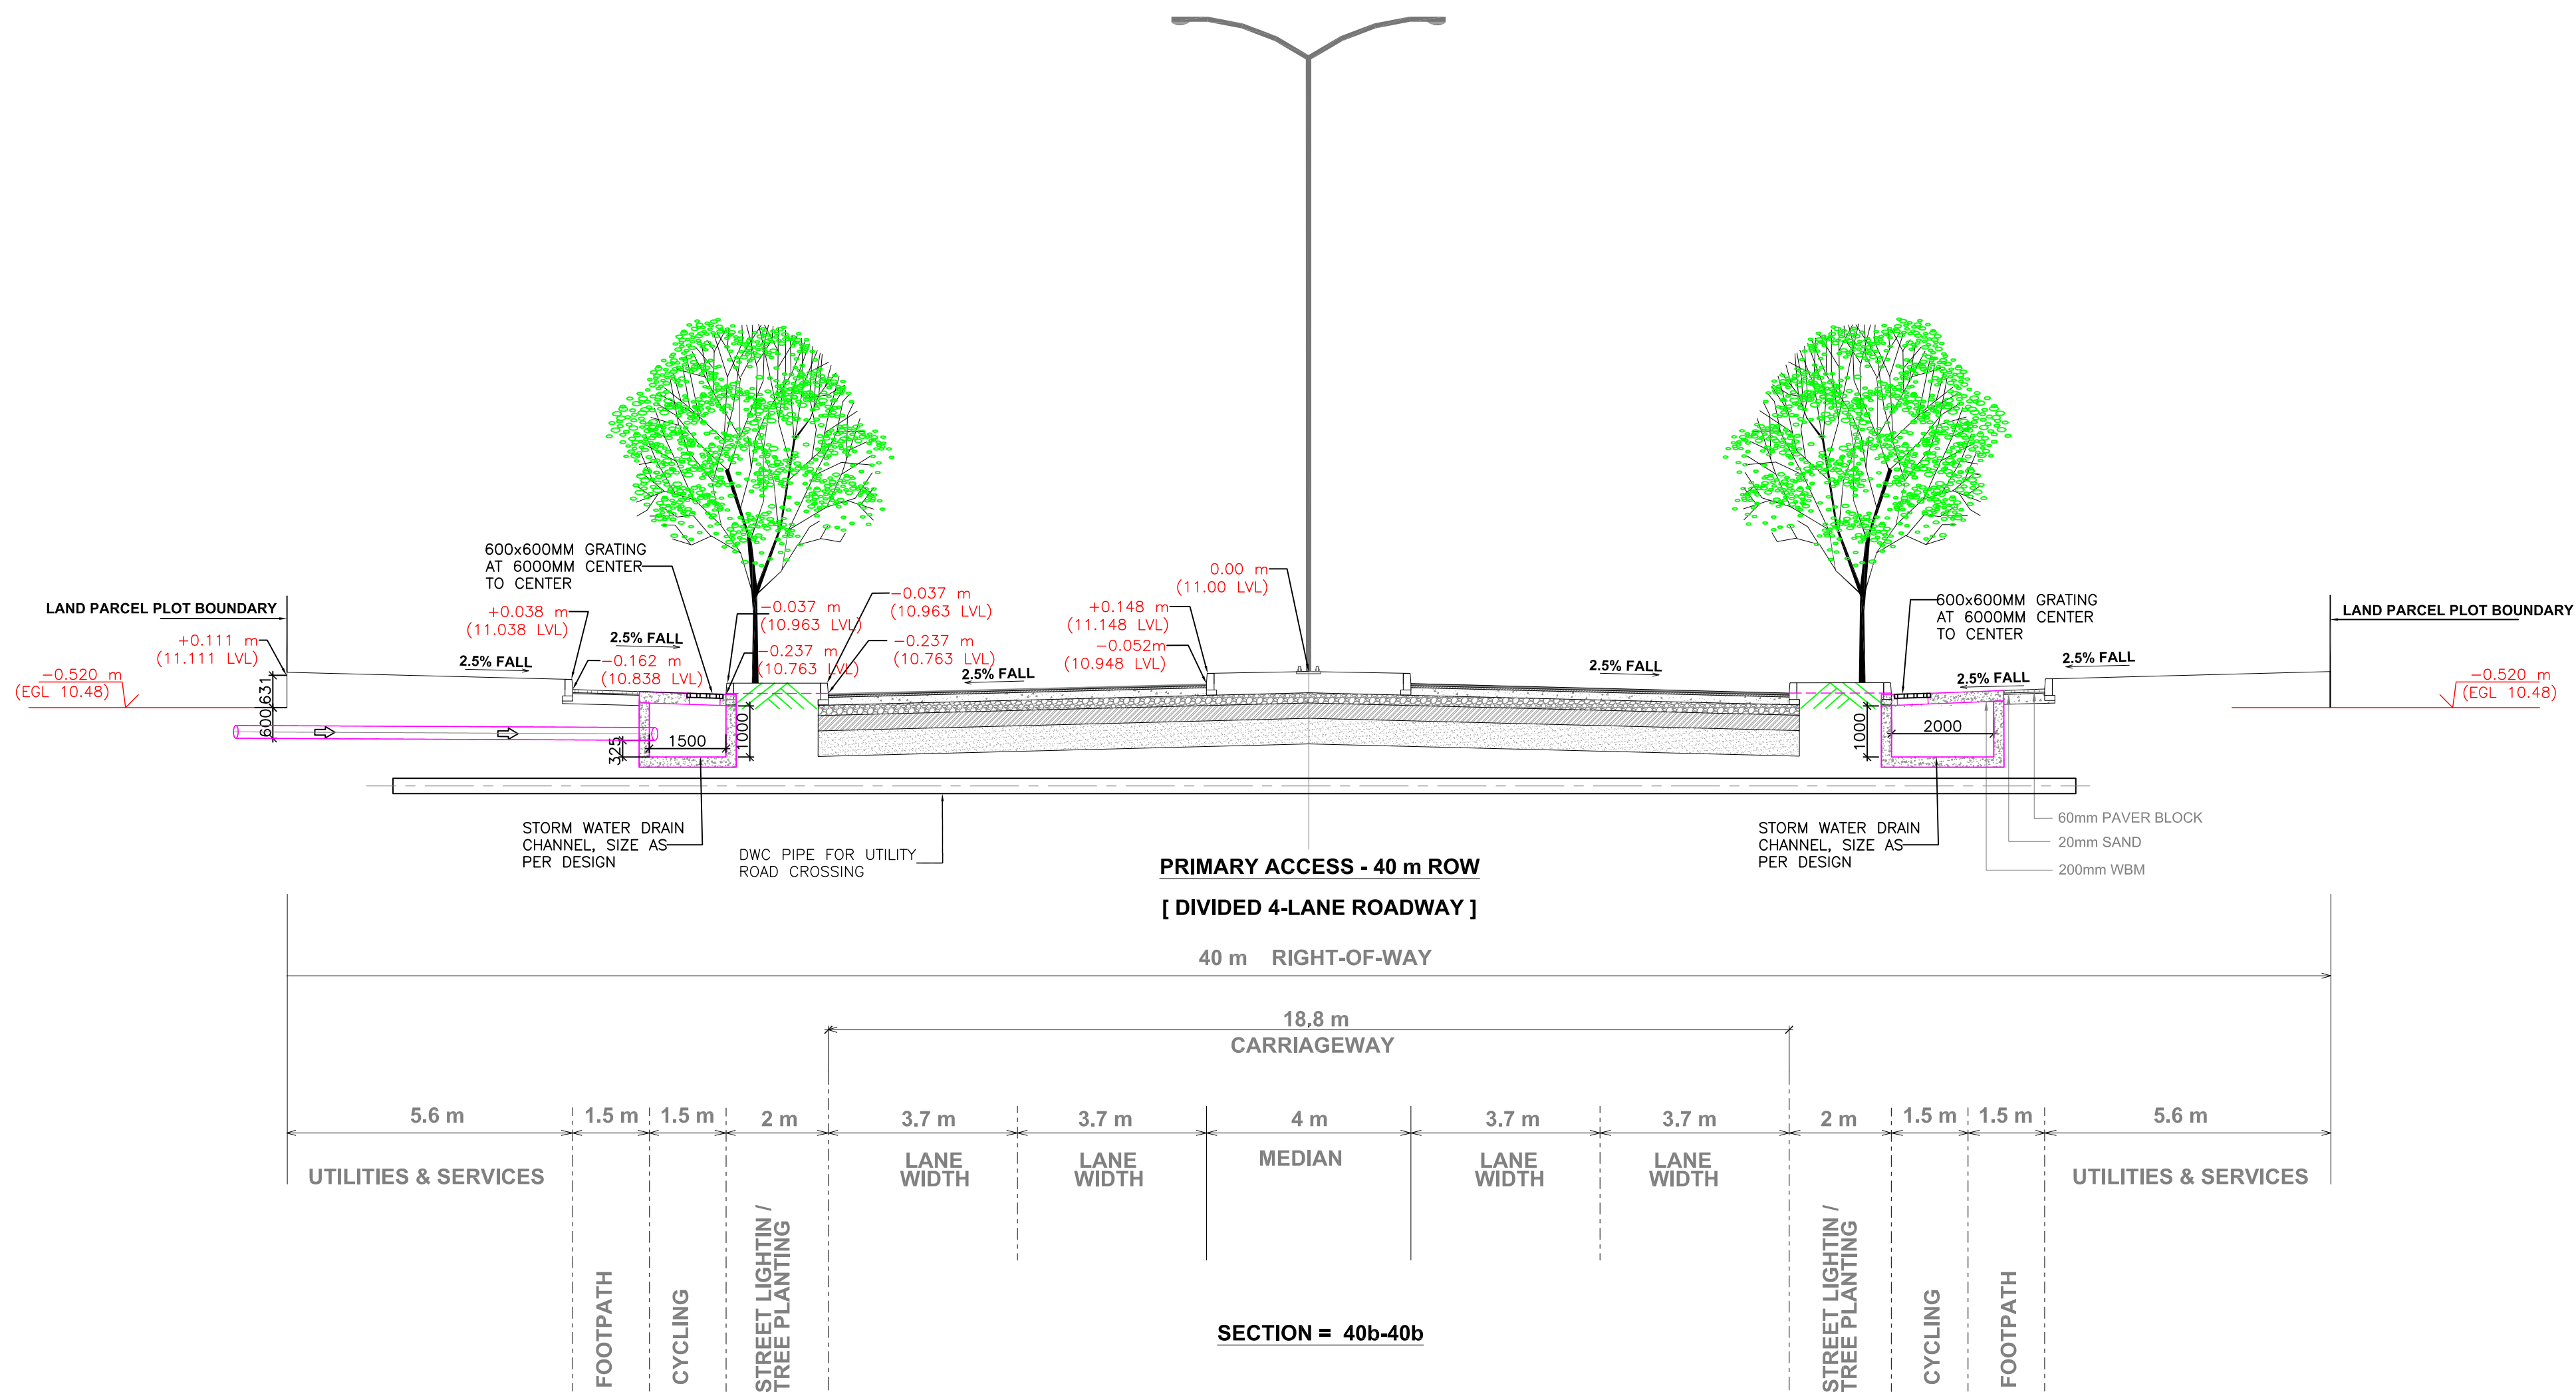 600x600MM GRATING
AT 6000MM CENTER
TO CENTER
LAND PARCEL PLOT BOUNDARY
+0.038 m
(11.038 LVL)
+0.111 m
(11.111 LVL)
-0.520 m
(EGL 10.48)
2.5% FALL
2.5% FALL
-0.162 m
(10.838 LVL)
-0.037 m
(10.963 LVL)
-0.237 m
(10.763 LVL)
-0.037 m
(10.963 LVL)
-0.237 m
(10.763 LVL)
2.5% FALL
0.00 m
(11.00 LVL)
+0.148 m
(11.148 LVL)
-0.052m
(10.948 LVL)
2.5% FALL
600x600MM GRATING
AT 6000MM CENTER
TO CENTER
2.5% FALL
2.5% FALL
LAND PARCEL PLOT BOUNDARY
-0.520 m
(EGL 10.48)
631
600
325
1500
1000
1000
2000
STORM WATER DRAIN
CHANNEL, SIZE AS
PER DESIGN
DWC PIPE FOR UTILITY
ROAD CROSSING
STORM WATER DRAIN
CHANNEL, SIZE AS
PER DESIGN
60mm PAVER BLOCK
20mm SAND
200mm WBM
PRIMARY ACCESS - 40 m ROW
[ DIVIDED 4-LANE ROADWAY ]
40 m RIGHT-OF-WAY
18.8 m
CARRIAGEWAY
5.6 m
1.5 m
1.5 m
2 m
3.7 m
3.7 m
4 m
3.7 m
3.7 m
2 m
1.5 m
1.5 m
5.6 m
UTILITIES & SERVICES
FOOTPATH
CYCLING
STREET LIGHTIN /
TREE PLANTING
LANE
WIDTH
LANE
WIDTH
MEDIAN
LANE
WIDTH
LANE
WIDTH
STREET LIGHTIN /
TREE PLANTING
CYCLING
FOOTPATH
UTILITIES & SERVICES
SECTION = 40b-40b